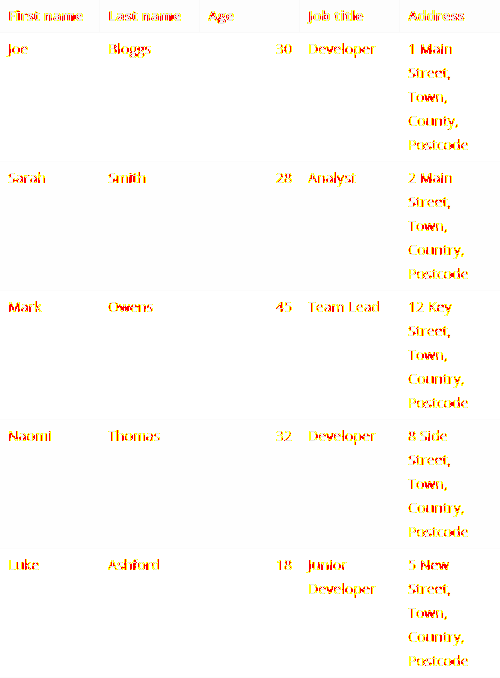 First name Last name Age Job title Address
Joe Bloggs 30 Developer 1 Main
Street,
Town,
County,
Postcode
Sarah Smith 28 Analyst 2 Main
Street,
Town,
Country,
Postcode
Mark Owens 45 Team Lead 12 Key
Street,
Town,
Country,
Postcode
Naomi Thomas 32 Developer 8 Side
Street,
Town,
Country,
Postcode
Luke Ashford 18 Junior 5 New
Developer Street,
Town,
Country,
Postcode